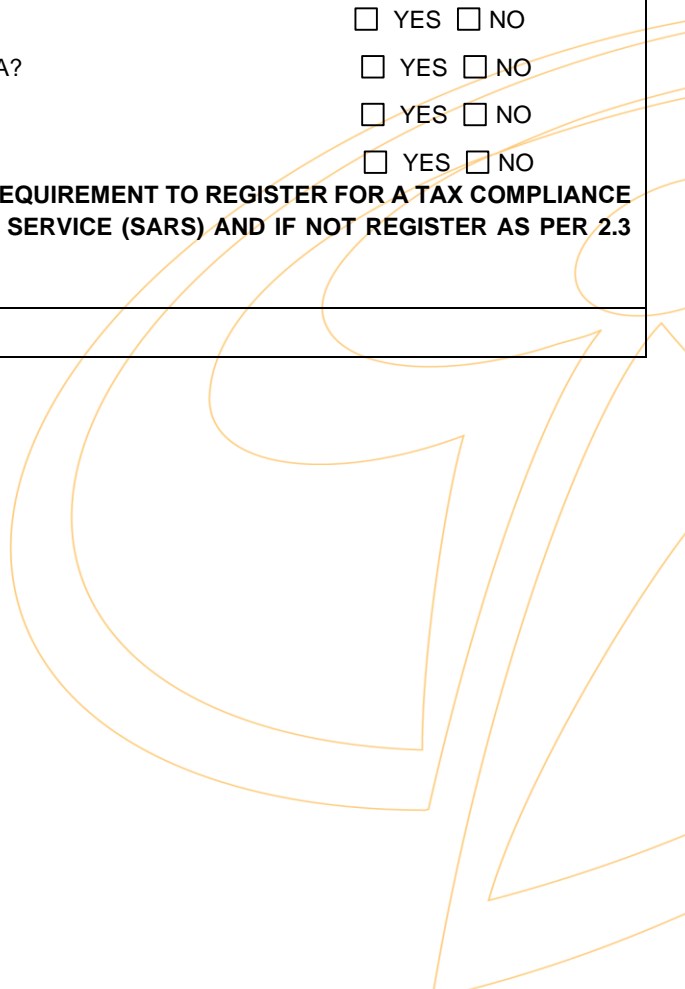 ☐ YES ☐ NO
A? ☐ YES ☐ NO
☐ YES ☐ NO
☐ YES ☐ NO
EQUIREMENT TO REGISTER FOR A TAX COMPLIANCE
SERVICE (SARS) AND IF NOT REGISTER AS PER 2.3